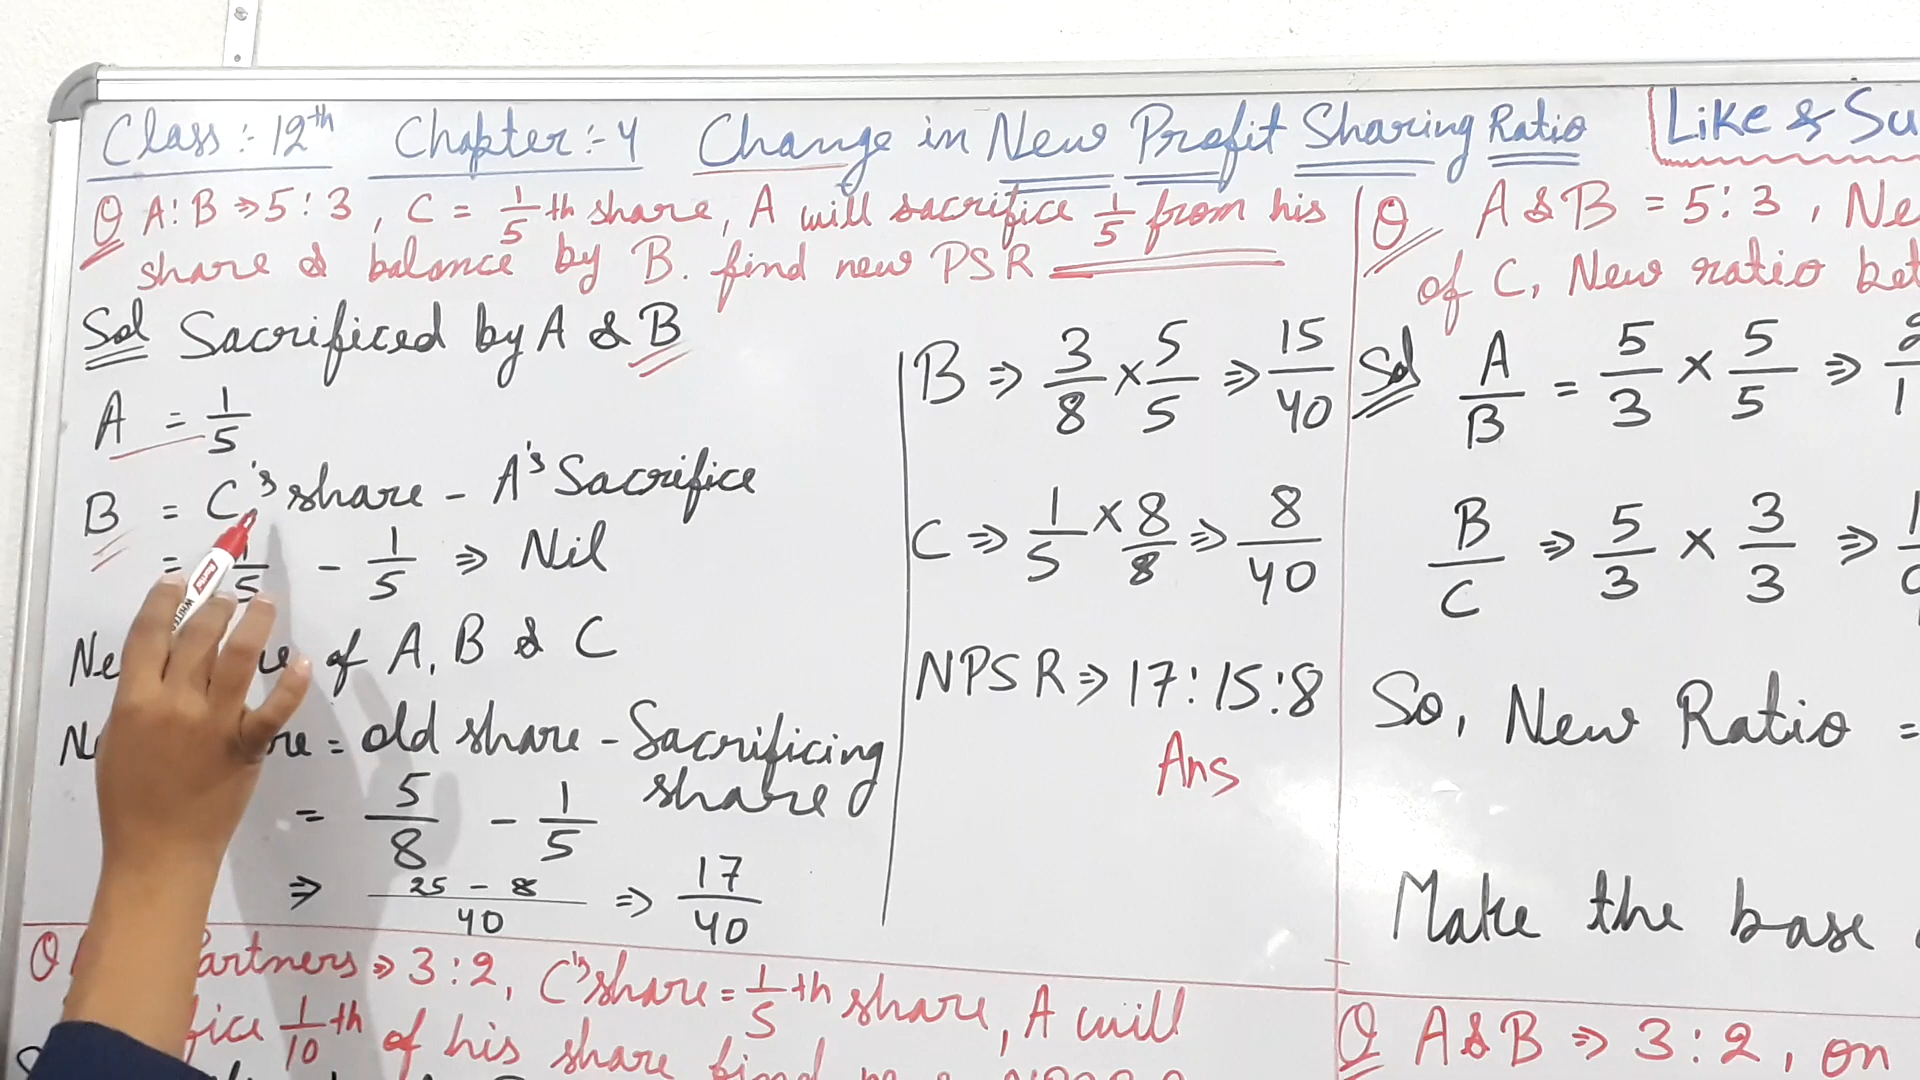 Class :- 12th Chapter :- 4 Change in New Profit Sharing Ratio
Like & Su
Q A:B ⇒ 5:3, C = 1/5 th share, A will sacrifice 1/5 from his
share & balance by B. find new PSR
Sol Sacrificed by A & B
A = 1/5
B = C's share - A's Sacrifice
= 1/5 - 1/5 ⇒ Nil
of A, B & C
= old share - Sacrificing
share
= 5/8 - 1/5
⇒ 25 - 8/40 ⇒ 17/40
B ⇒ 3/8 × 5/5 ⇒ 15/40
C ⇒ 1/5 × 8/8 ⇒ 8/40
NPSR ⇒ 17:15:8
Ans
Q A & B = 5:3, Ne
of C, New ratio bet
Sol A/B = 5/3 × 5/5 ⇒
B/C ⇒ 5/3 × 3/3 ⇒
So, New Ratio =
Make the base
Q artners ⇒ 3:2, C's share = 1/5 th share, A will
fice 1/10 th of his share find
Q A & B ⇒ 3:2, on